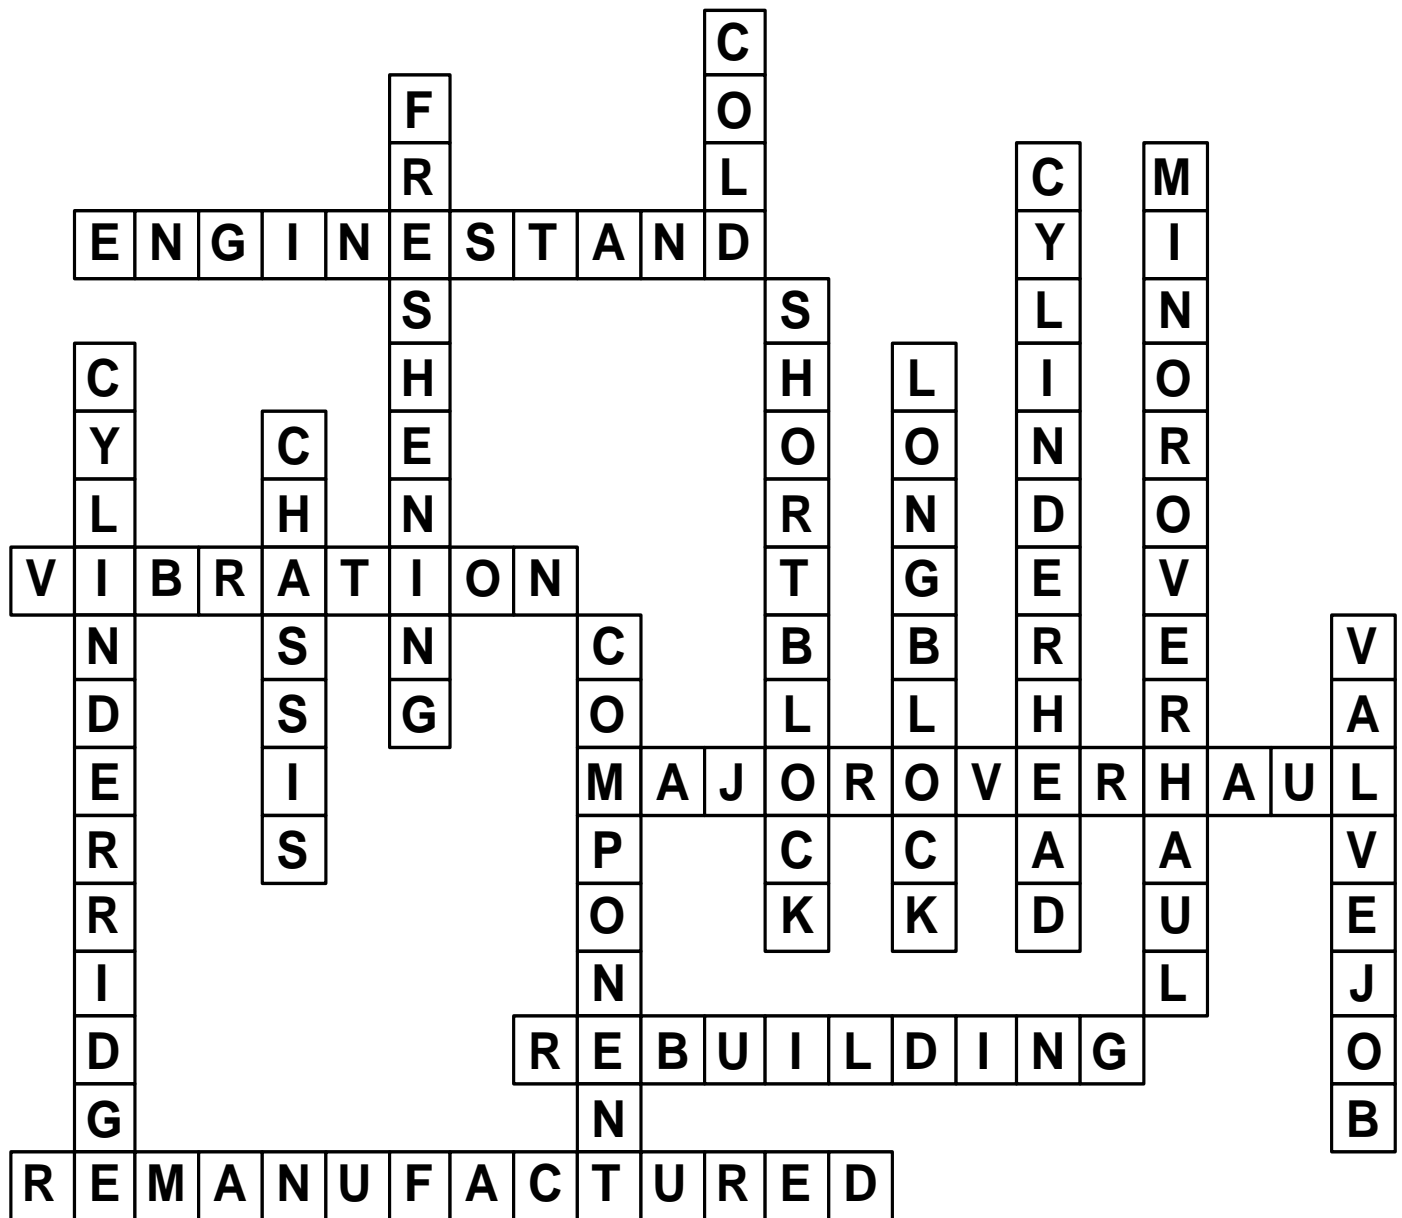 COLD
FRESHENING
CYLINDERHEAD
MINOROVERHAUL
ENGINESTAND
SHORTBLOCK
CYLINDERRIDGE
LONGBLOCK
CHASSIS
VIBRATION
COMPONENT
VALVEJOB
MAJOROVERHAUL
REBUILDING
REMANUFACTURED